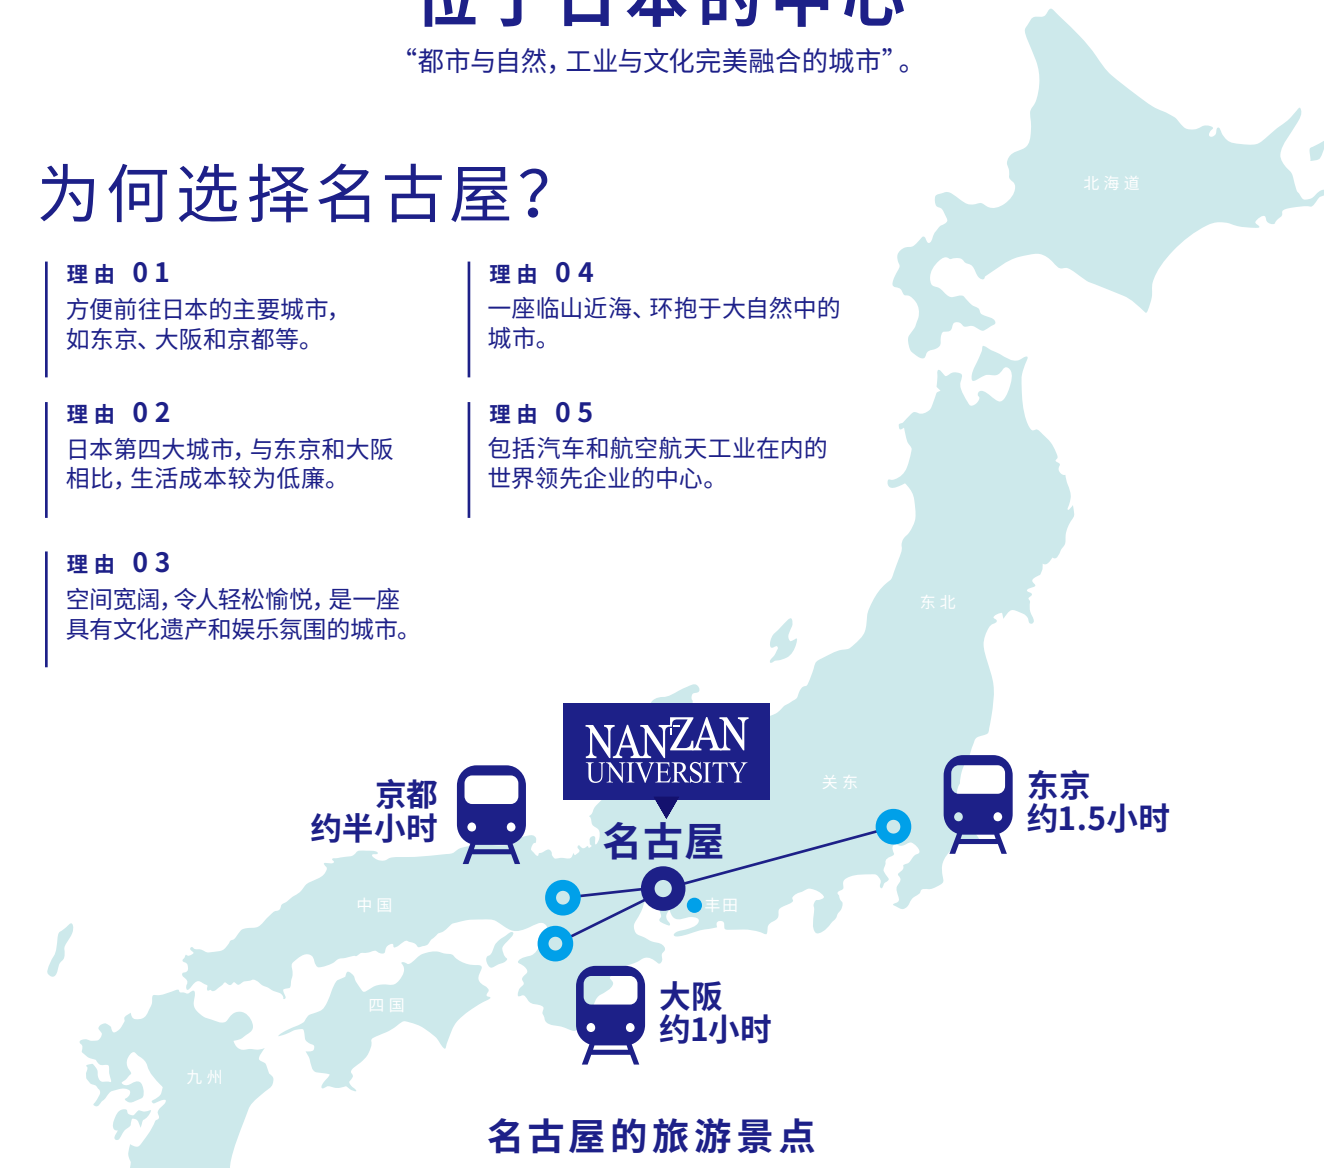 位于日本的中心
“都市与自然，工业与文化完美融合的城市”。
为何选择名古屋？
理由 01
方便前往日本的主要城市，
如东京、大阪和京都等。
理由 02
日本第四大城市，与东京和大阪
相比，生活成本较为低廉。
理由 03
空间宽阔，令人轻松愉悦，是一座
具有文化遗产和娱乐氛围的城市。
理由 04
一座临山近海、环抱于大自然中的
城市。
理由 05
包括汽车和航空航天工业在内的
世界领先企业的中心。
北海道
东北
NANZAN
UNIVERSITY
关东
京都
约半小时
名古屋
东京
约1.5小时
中国
丰田
大阪
约1小时
四国
九州
名古屋的旅游景点